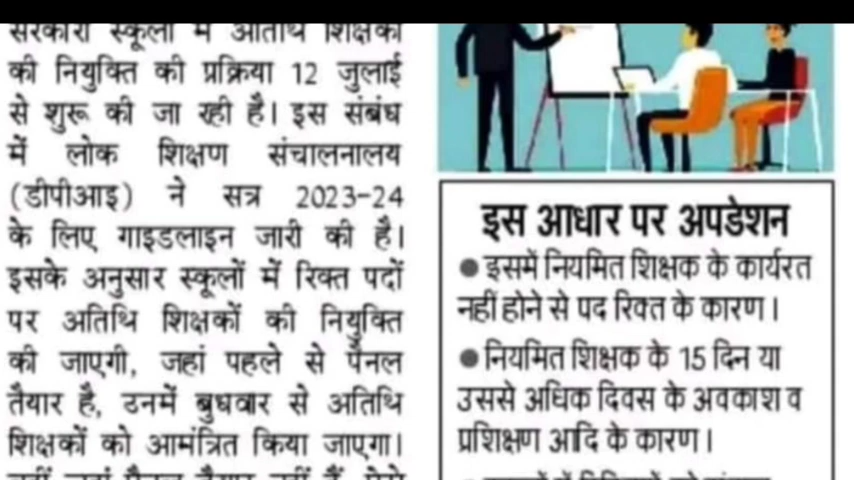 सरकारी स्कूलों में अतिथि शिक्षकों
की नियुक्ति की प्रक्रिया 12 जुलाई
से शुरू की जा रही है। इस संबंध
में लोक शिक्षण संचालनालय
(डीपीआइ) ने सत्र 2023-24
के लिए गाइडलाइन जारी की है।
इसके अनुसार स्कूलों में रिक्त पदों
पर अतिथि शिक्षकों की नियुक्ति
की जाएगी, जहां पहले से पैनल
तैयार है, उनमें बुधवार से अतिथि
शिक्षकों को आमंत्रित किया जाएगा।
इस आधार पर अपडेशन
● इसमें नियमित शिक्षक के कार्यरत
नहीं होने से पद रिक्त के कारण।
● नियमित शिक्षक के 15 दिन या
उससे अधिक दिवस के अवकाश व
प्रशिक्षण आदि के कारण।